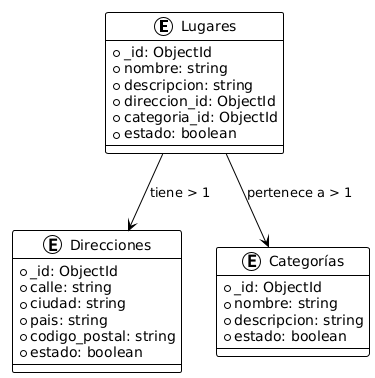 E Lugares
_id: ObjectId
nombre: string
descripcion: string
direccion_id: ObjectId
categoria_id: ObjectId
estado: boolean
tiene > 1
pertenece a > 1
E Direcciones
_id: ObjectId
calle: string
ciudad: string
pais: string
codigo_postal: string
estado: boolean
E Categorías
_id: ObjectId
nombre: string
descripcion: string
estado: boolean